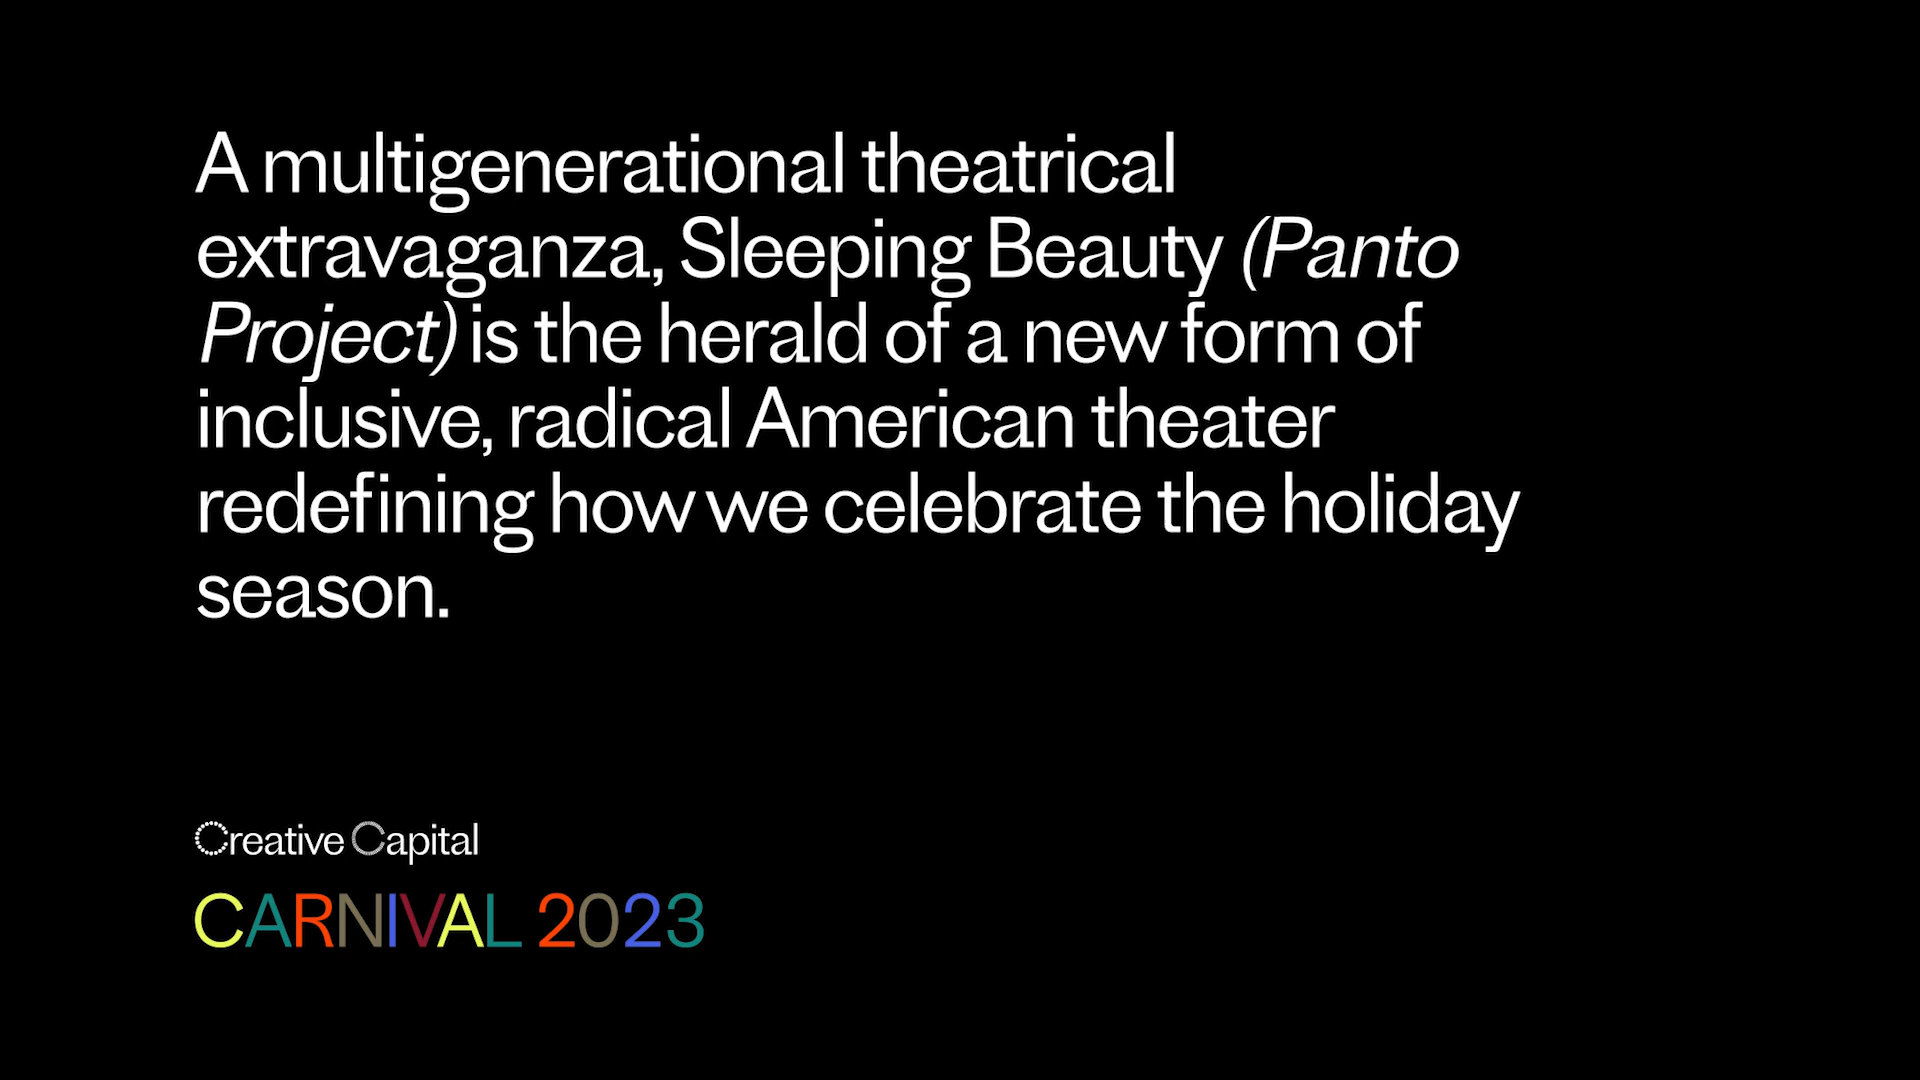 A multigenerational theatrical
extravaganza, Sleeping Beauty (Panto
Project) is the herald of a new form of
inclusive, radical American theater
redefining how we celebrate the holiday
season.
Creative Capital
CARNIVAL 2023